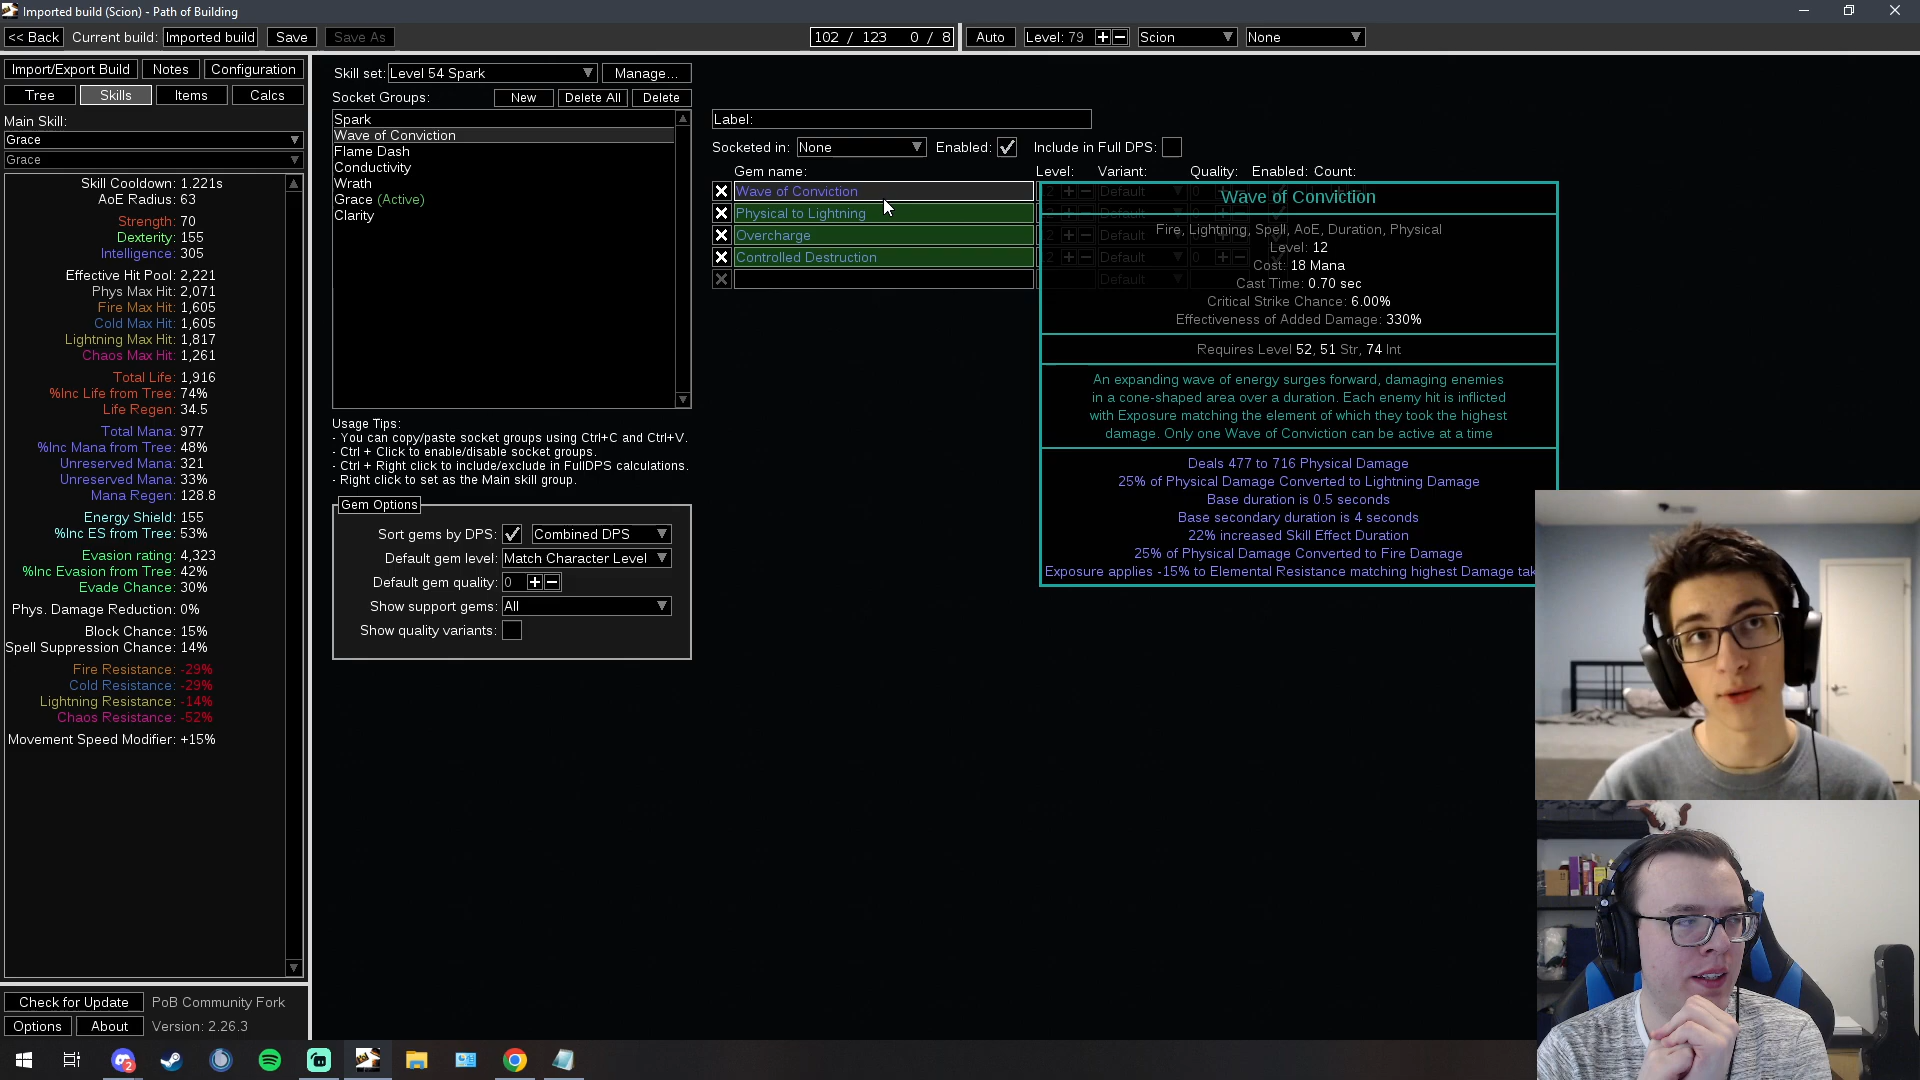 Imported build (Scion) - Path of Building
<< Back Current build: Imported build Save Save As 102 / 123 0 / 8 Auto Level: 79 Scion None
Import/Export Build Notes Configuration
Tree Skills Items Calcs
Main Skill:
Grace
Grace
Skill Cooldown: 1.221s
AoE Radius: 63
Strength: 70
Dexterity: 155
Intelligence: 305
Effective Hit Pool: 2,221
Phys Max Hit: 2,071
Fire Max Hit: 1,605
Cold Max Hit: 1,605
Lightning Max Hit: 1,817
Chaos Max Hit: 1,261
Total Life: 1,916
%Inc Life from Tree: 74%
Life Regen: 34.5
Total Mana: 977
%Inc Mana from Tree: 48%
Unreserved Mana: 321
Unreserved Mana: 33%
Mana Regen: 128.8
Energy Shield: 155
%Inc ES from Tree: 53%
Evasion rating: 4,323
%Inc Evasion from Tree: 42%
Evade Chance: 30%
Phys. Damage Reduction: 0%
Block Chance: 15%
Spell Suppression Chance: 14%
Fire Resistance: -29%
Cold Resistance: -29%
Lightning Resistance: -14%
Chaos Resistance: -52%
Movement Speed Modifier: +15%
Check for Update PoB Community Fork
Options About Version: 2.26.3
Skill set: Level 54 Spark Manage...
Socket Groups: New Delete All Delete
Spark
Wave of Conviction
Flame Dash
Conductivity
Wrath
Grace (Active)
Clarity
Usage Tips:
- You can copy/paste socket groups using Ctrl+C and Ctrl+V.
- Ctrl + Click to enable/disable socket groups.
- Ctrl + Right click to include/exclude in FullDPS calculations.
- Right click to set as the Main skill group.
Gem Options
Sort gems by DPS: Combined DPS
Default gem level: Match Character Level
Default gem quality: 0
Show support gems: All
Show quality variants:
Label:
Socketed in: None Enabled: Include in Full DPS:
Gem name: Level: Variant: Quality: Enabled: Count:
Wave of Conviction
Physical to Lightning
Overcharge
Controlled Destruction
Default
Default
Default
Default
Wave of Conviction
Fire, Lightning, Spell, AoE, Duration, Physical
Level: 12
Cost: 18 Mana
Cast Time: 0.70 sec
Critical Strike Chance: 6.00%
Effectiveness of Added Damage: 330%
Requires Level 52, 51 Str, 74 Int
An expanding wave of energy surges forward, damaging enemies
in a cone-shaped area over a duration. Each enemy hit is inflicted
with Exposure matching the element of which they took the highest
damage. Only one Wave of Conviction can be active at a time
Deals 477 to 716 Physical Damage
25% of Physical Damage Converted to Lightning Damage
Base duration is 0.5 seconds
Base secondary duration is 4 seconds
22% increased Skill Effect Duration
25% of Physical Damage Converted to Fire Damage
Exposure applies -15% to Elemental Resistance matching highest Damage tak
2